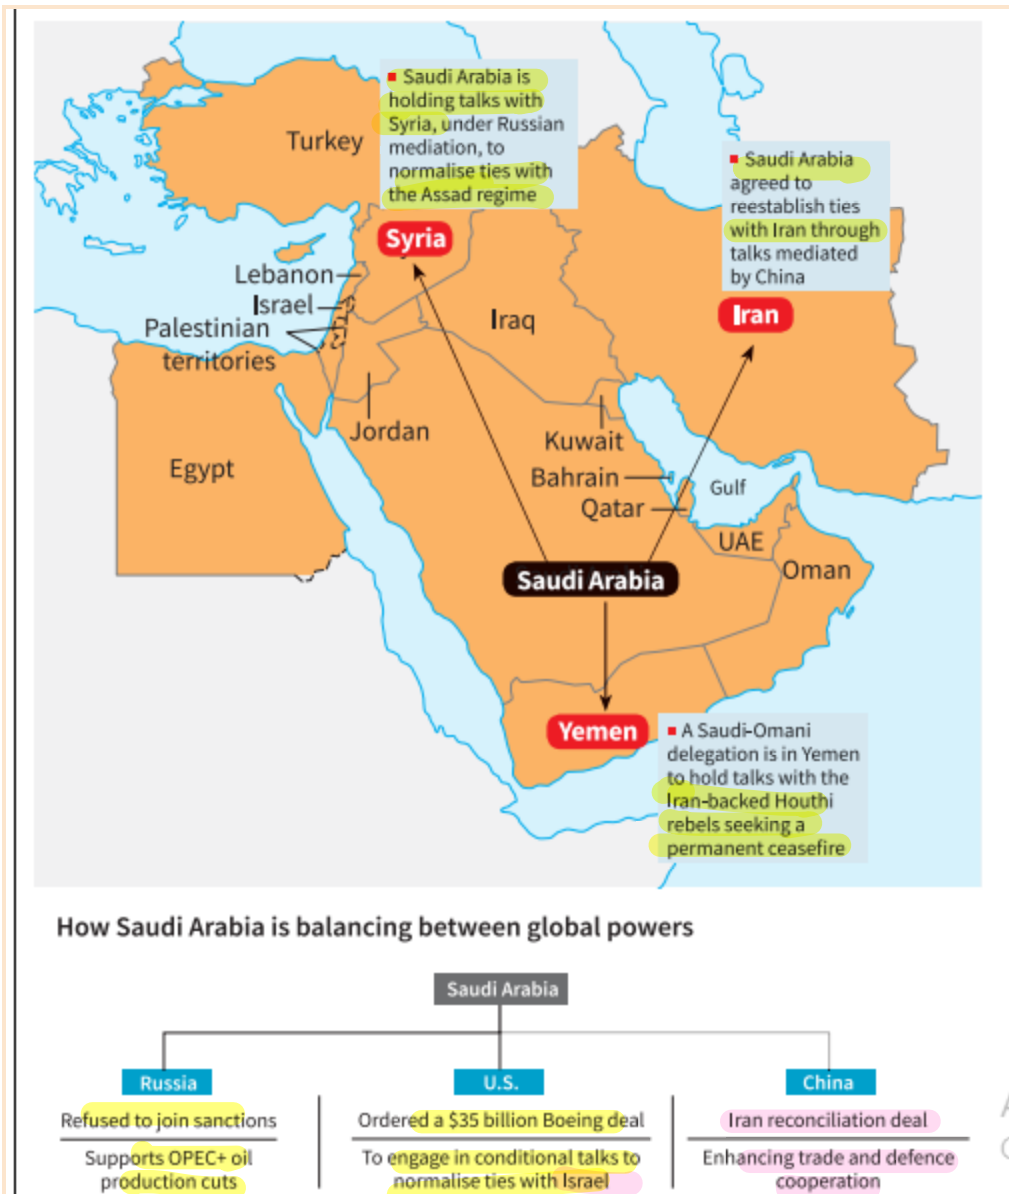 ■ Saudi Arabia is
holding talks with
Syria, under Russian
mediation, to
normalise ties with
the Assad regime
■ Saudi Arabia
agreed to
reestablish ties
with Iran through
talks mediated
by China
Turkey
Syria
Lebanon
Israel
Palestinian
territories
Iraq
Iran
Jordan
Kuwait
Egypt
Bahrain
Qatar
Gulf
UAE
Saudi Arabia
Oman
Yemen
■ A Saudi-Omani
delegation is in Yemen
to hold talks with the
Iran-backed Houthi
rebels seeking a
permanent ceasefire
How Saudi Arabia is balancing between global powers
Saudi Arabia
Russia
Refused to join sanctions
Supports OPEC+ oil
production cuts
U.S.
Ordered a $35 billion Boeing deal
To engage in conditional talks to
normalise ties with Israel
China
Iran reconciliation deal
Enhancing trade and defence
cooperation